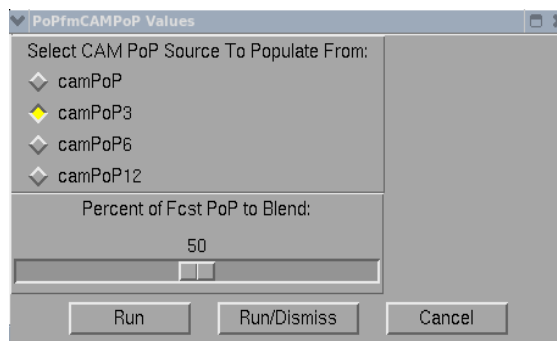 PoPfmCAMPoP Values
Select CAM PoP Source To Populate From:
camPoP
camPoP3
camPoP6
camPoP12
Percent of Fcst PoP to Blend:
50
Run Run/Dismiss Cancel